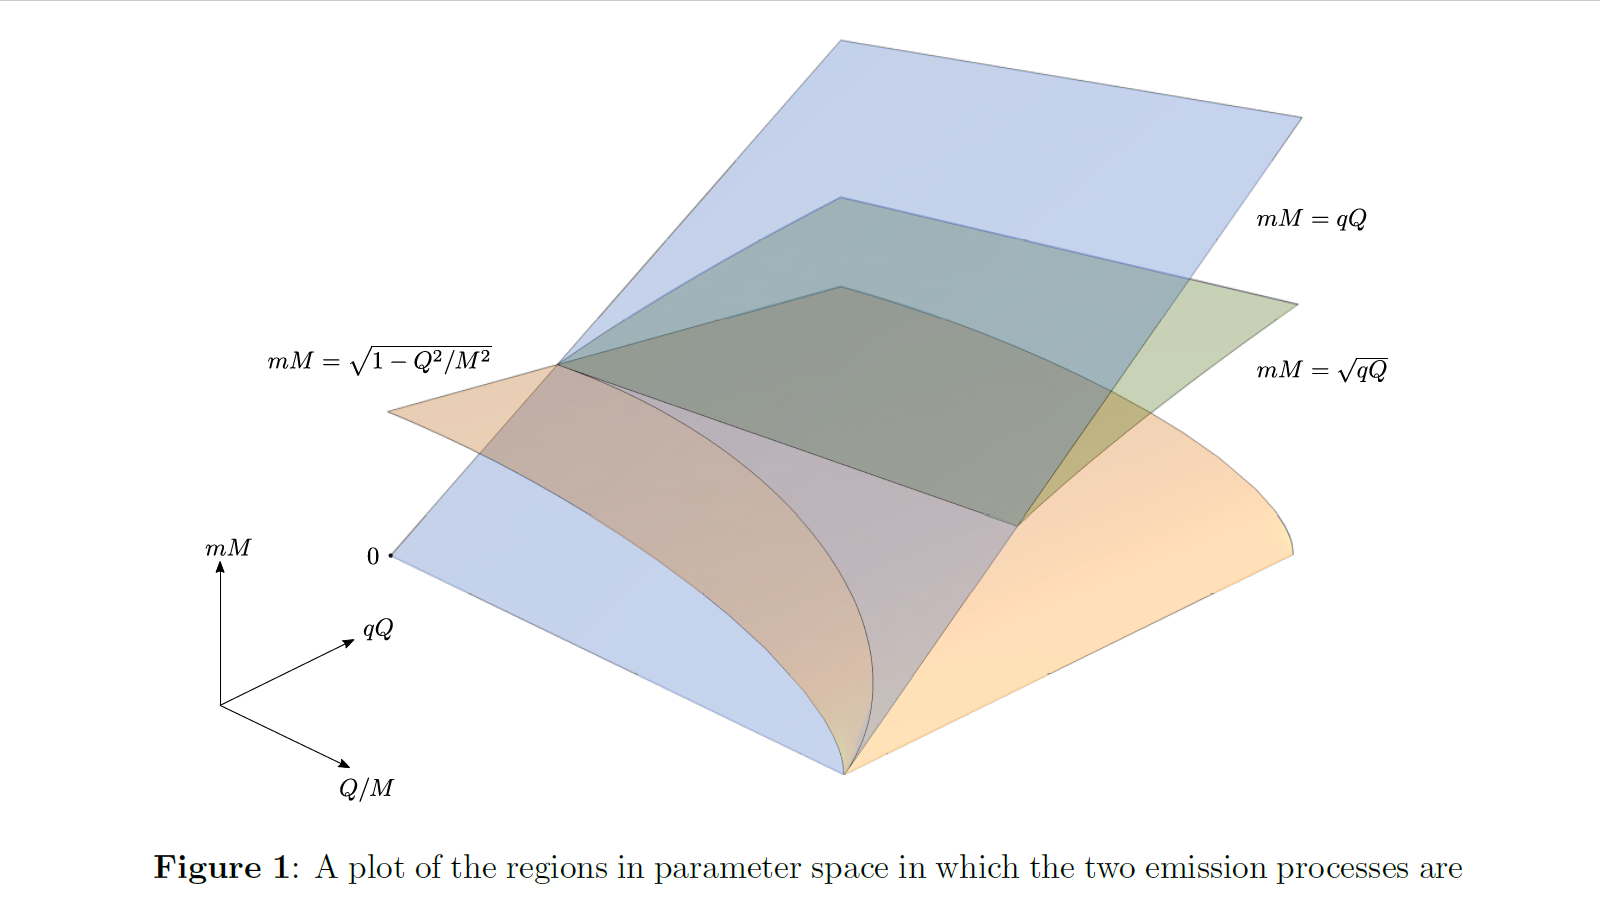 mM = qQ
mM = √qQ
mM = √1 − Q²/M²
0
mM
qQ
Q/M
Figure 1: A plot of the regions in parameter space in which the two emission processes are